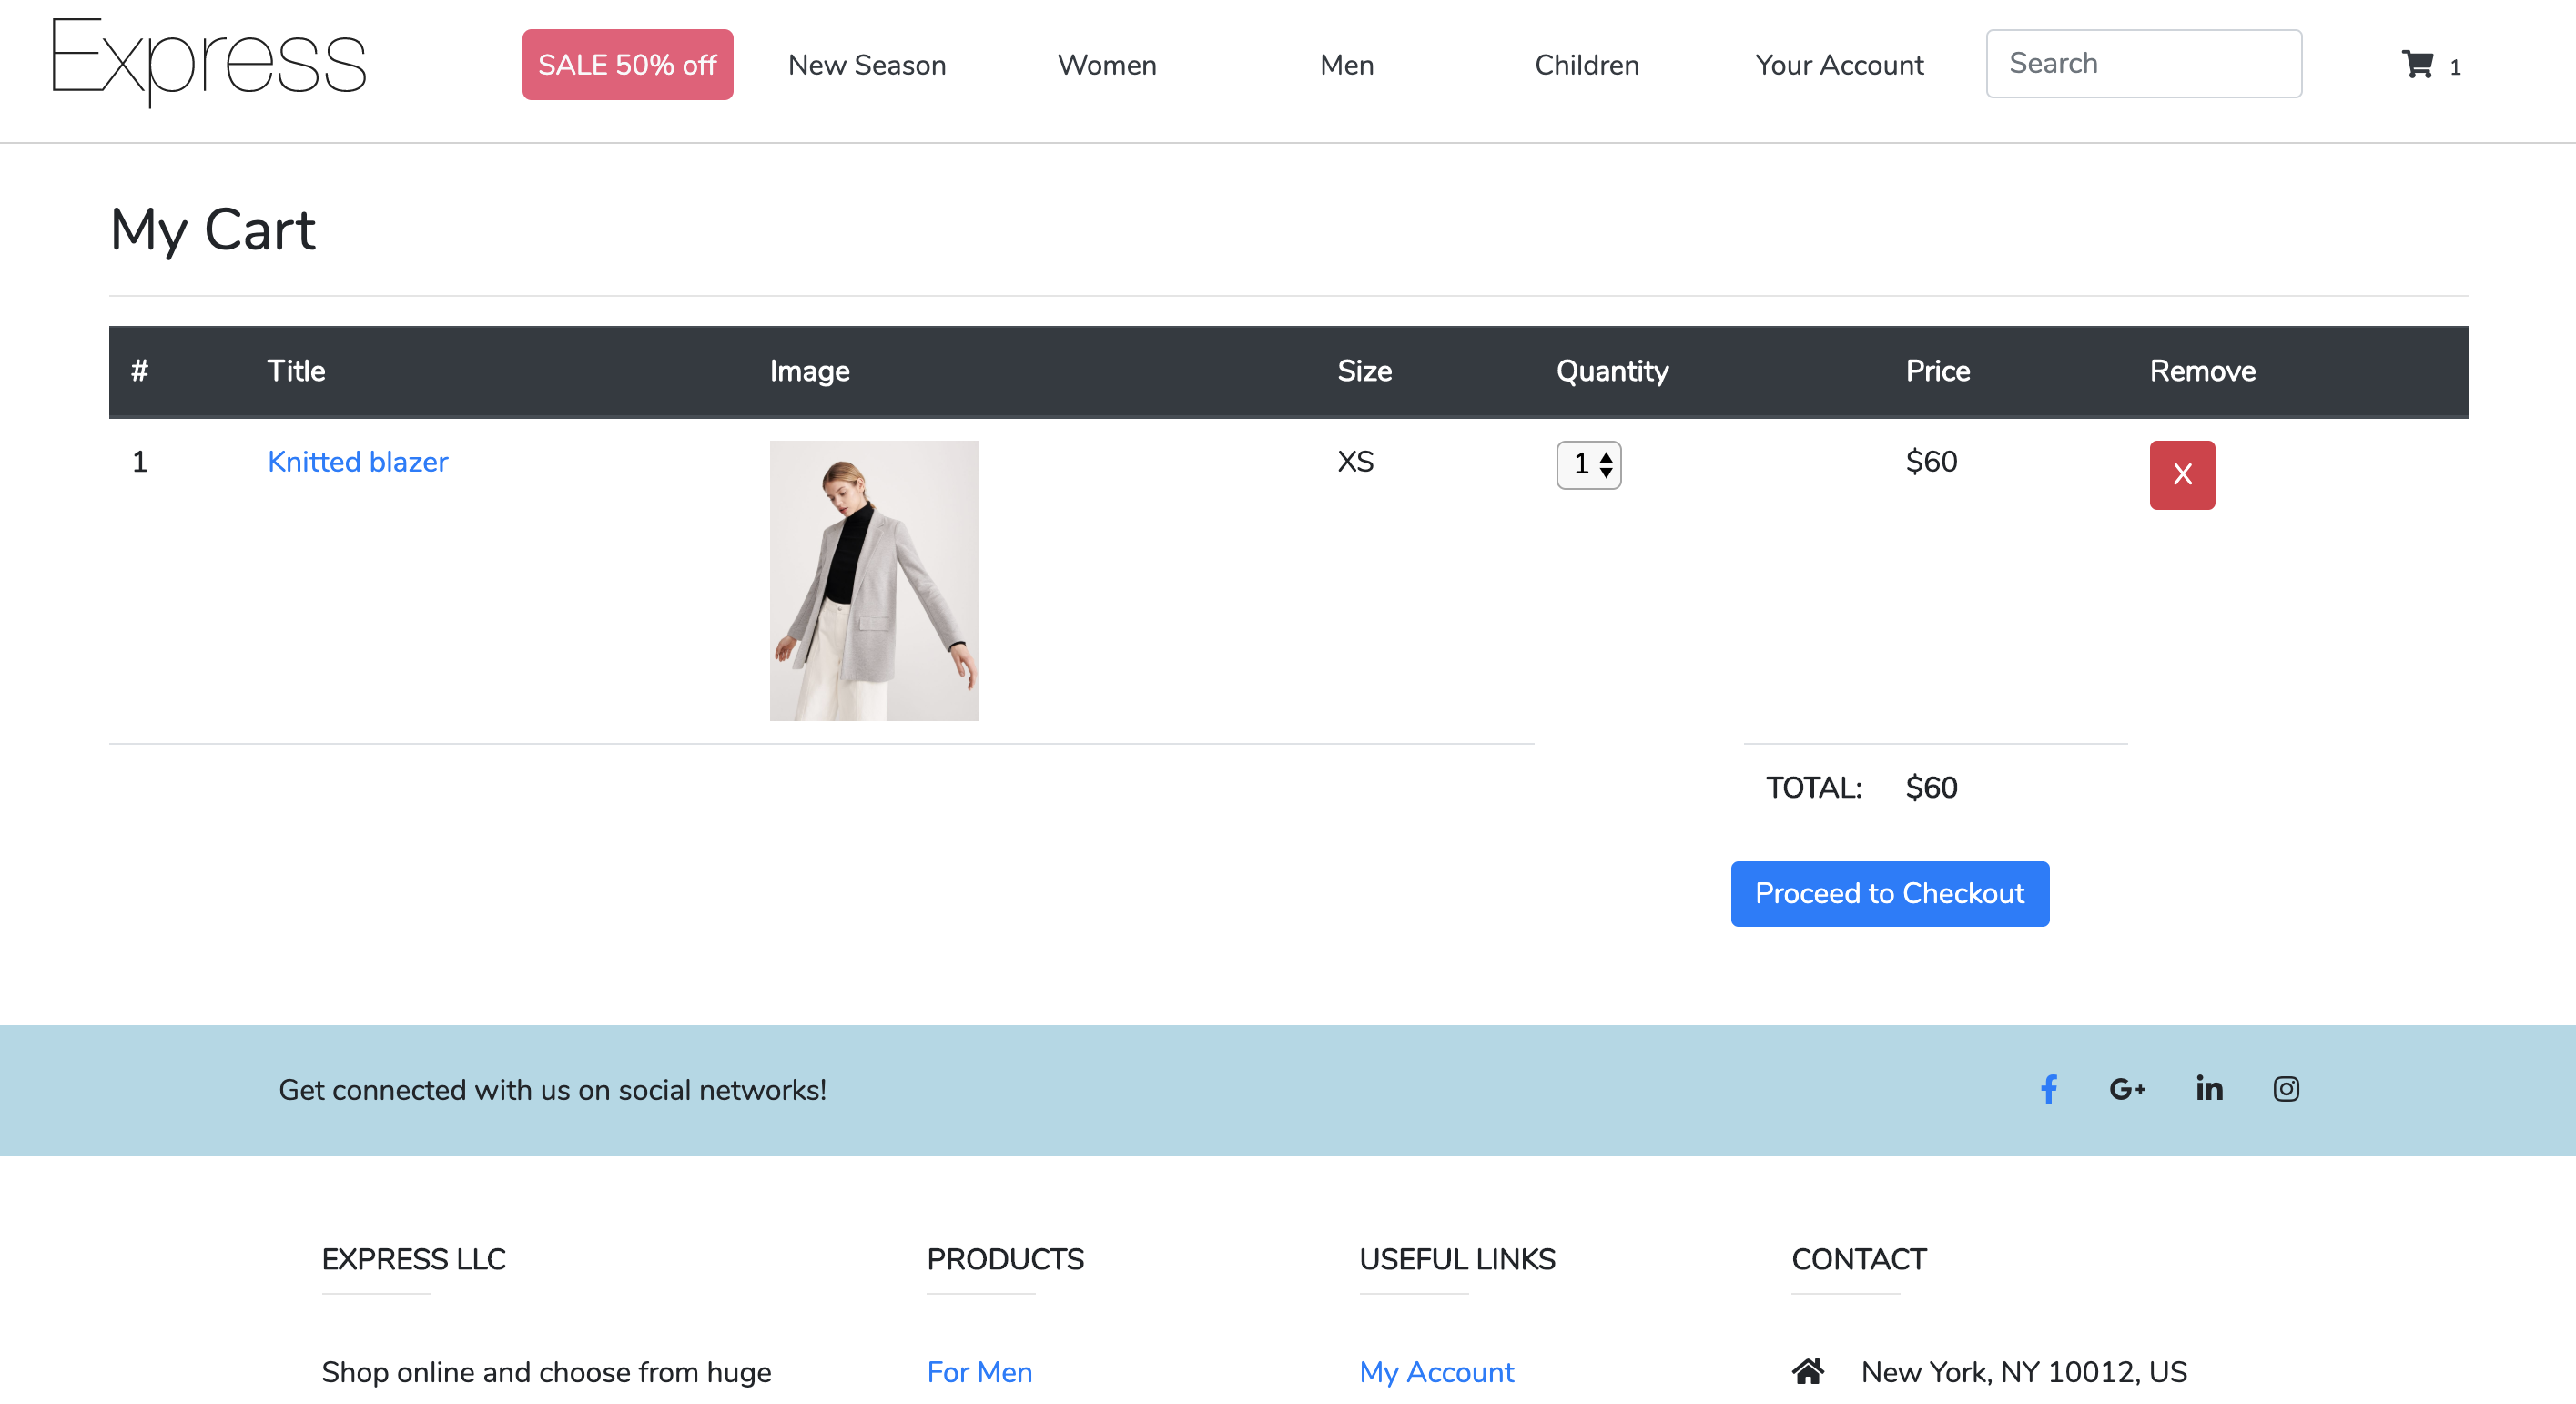 Express
SALE 50% off New Season Women Men Children Your Account Search 1
My Cart
# Title Image Size Quantity Price Remove
1 Knitted blazer XS 1 $60 X
TOTAL: $60
Proceed to Checkout
Get connected with us on social networks! f G+ in
EXPRESS LLC PRODUCTS USEFUL LINKS CONTACT
Shop online and choose from huge For Men My Account New York, NY 10012, US